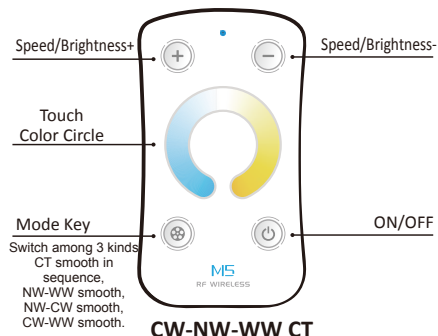 Speed/Brightness+
Speed/Brightness-
+
−
Touch
Color Circle
Mode Key
Switch among 3 kinds
CT smooth in
sequence,
NW-WW smooth,
NW-CW smooth,
CW-WW smooth.
ON/OFF
M5
RF WIRELESS
CW-NW-WW CT